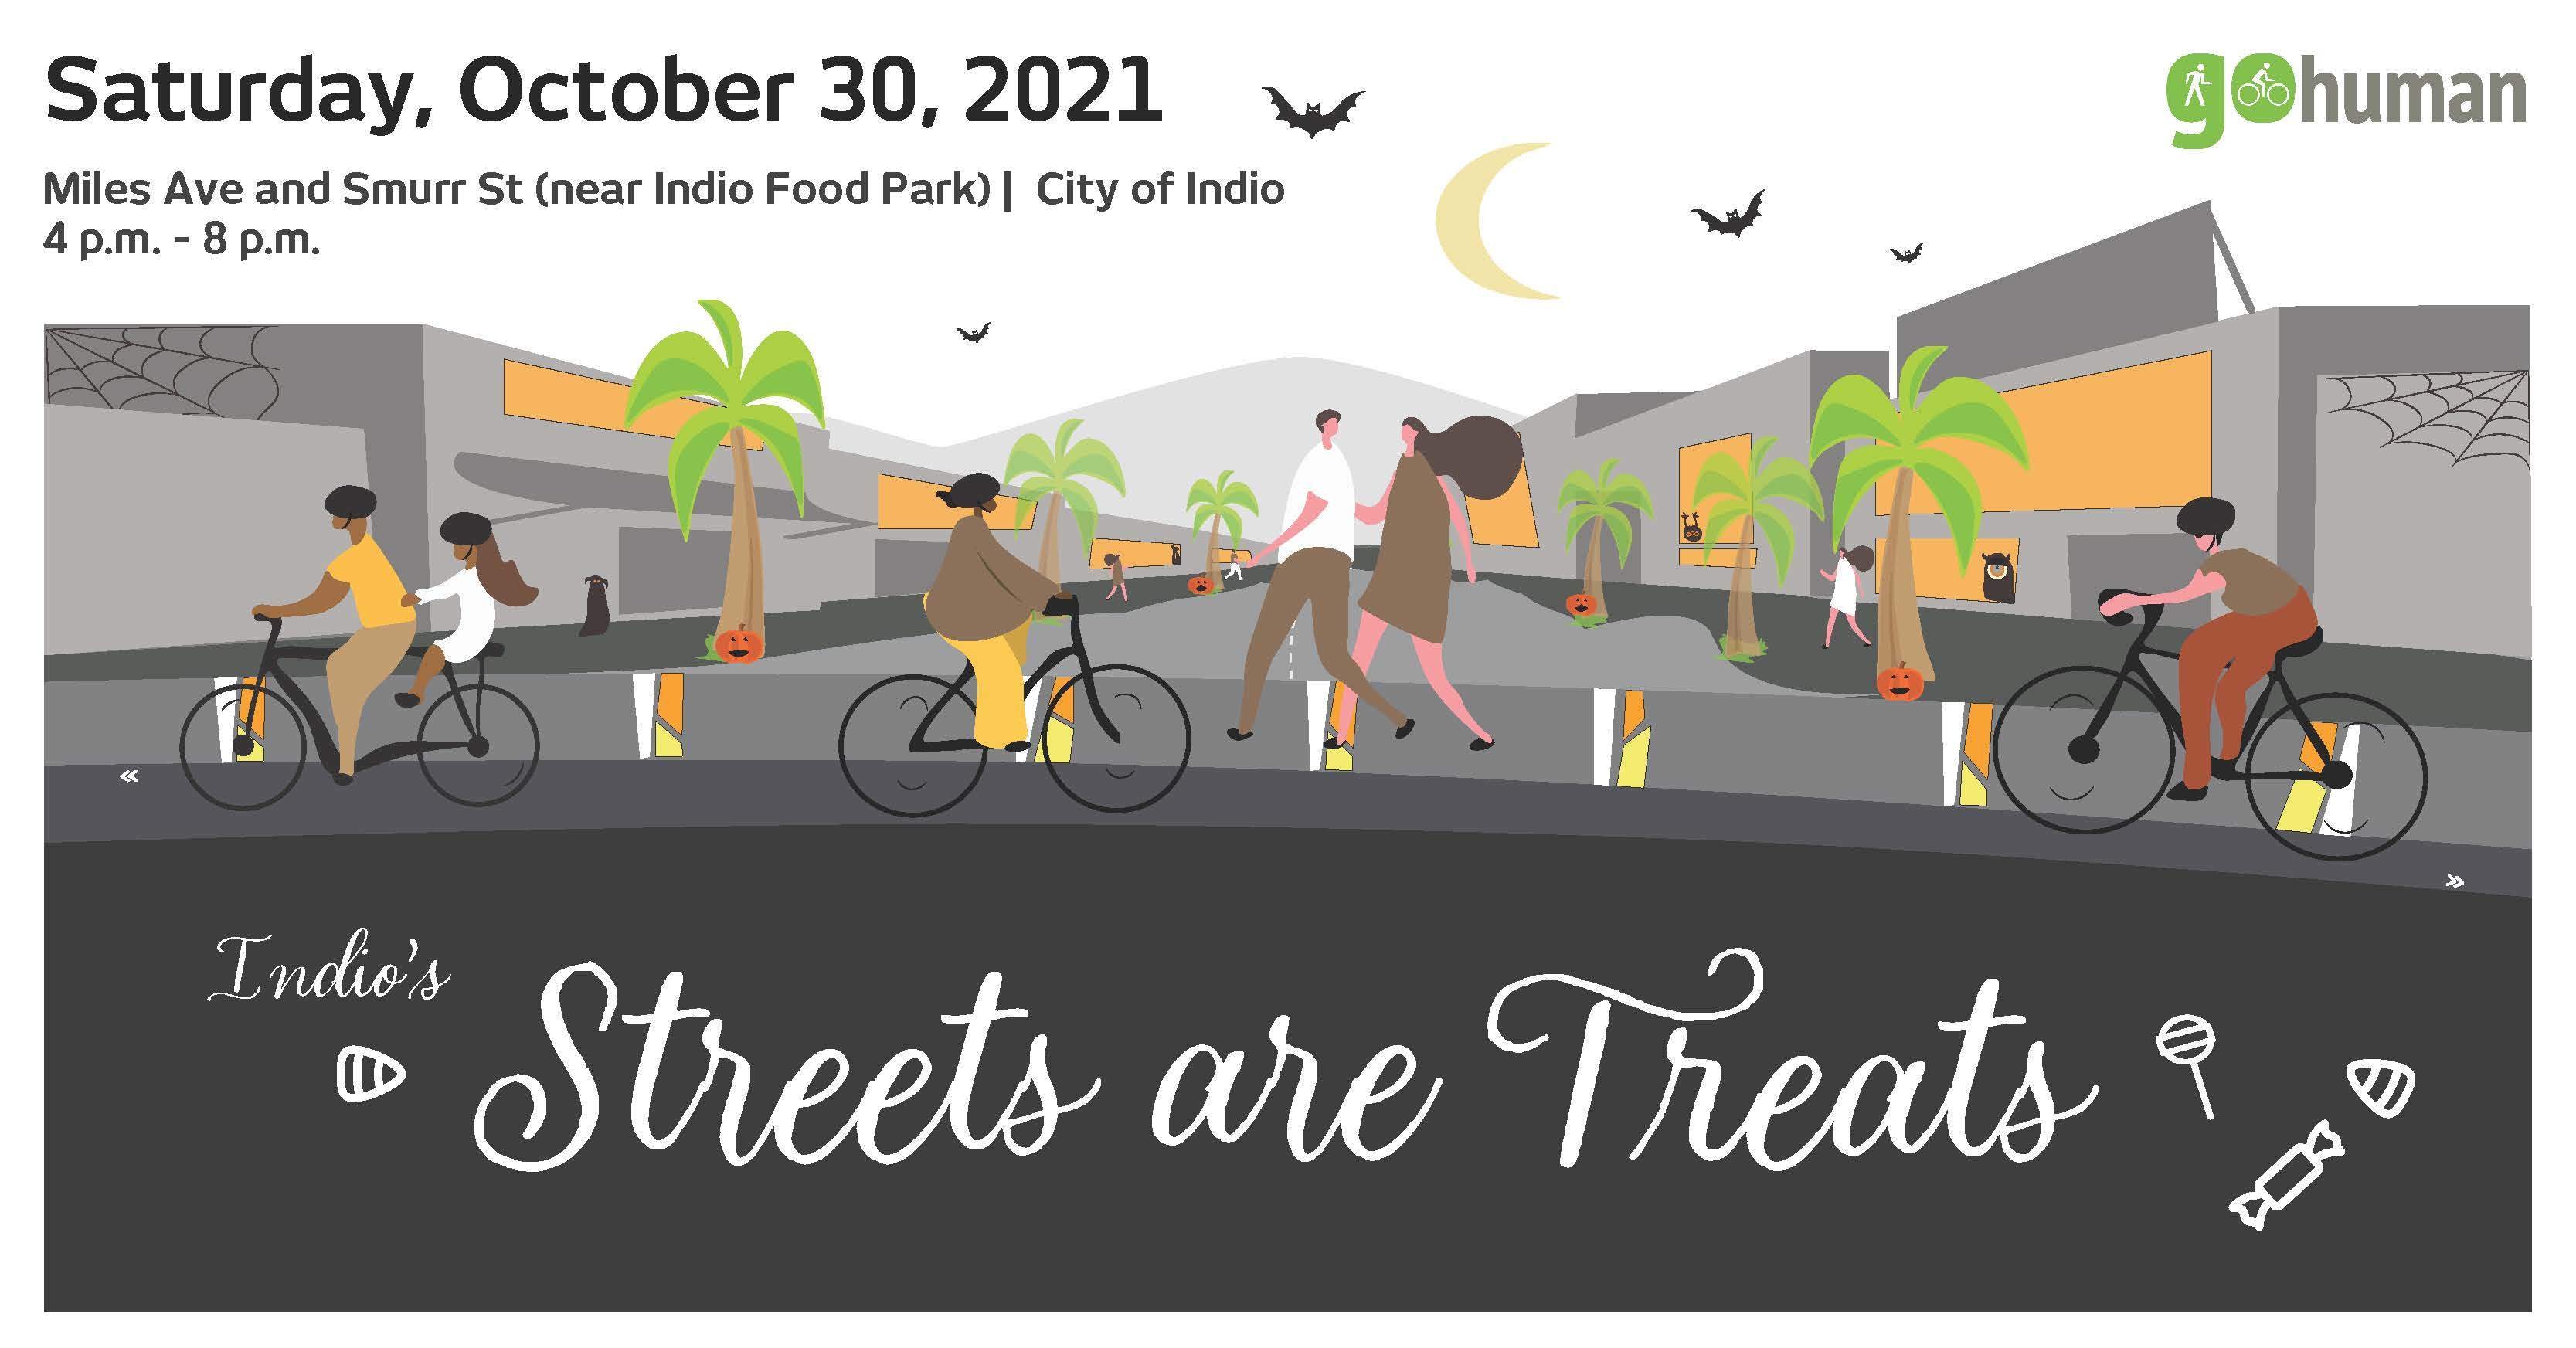 Saturday, October 30, 2021
gohuman
Miles Ave and Smurr St (near Indio Food Park) | City of Indio
4 p.m. - 8 p.m.
Indio's
Streets are Treats